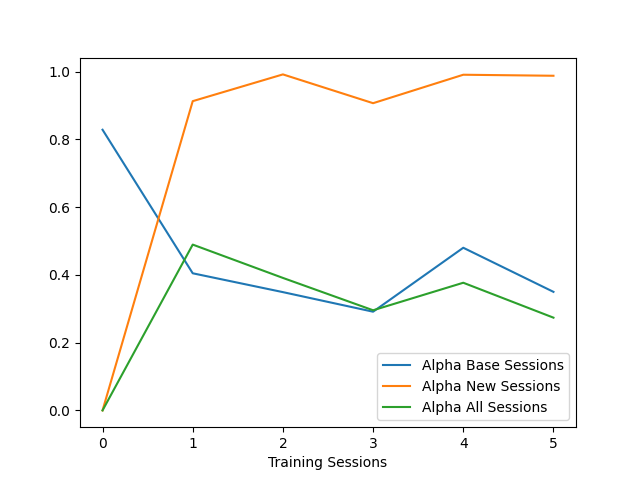 1.0
0.8
0.6
0.4
0.2
0.0
0 1 2 3 4 5
Training Sessions
Alpha Base Sessions
Alpha New Sessions
Alpha All Sessions